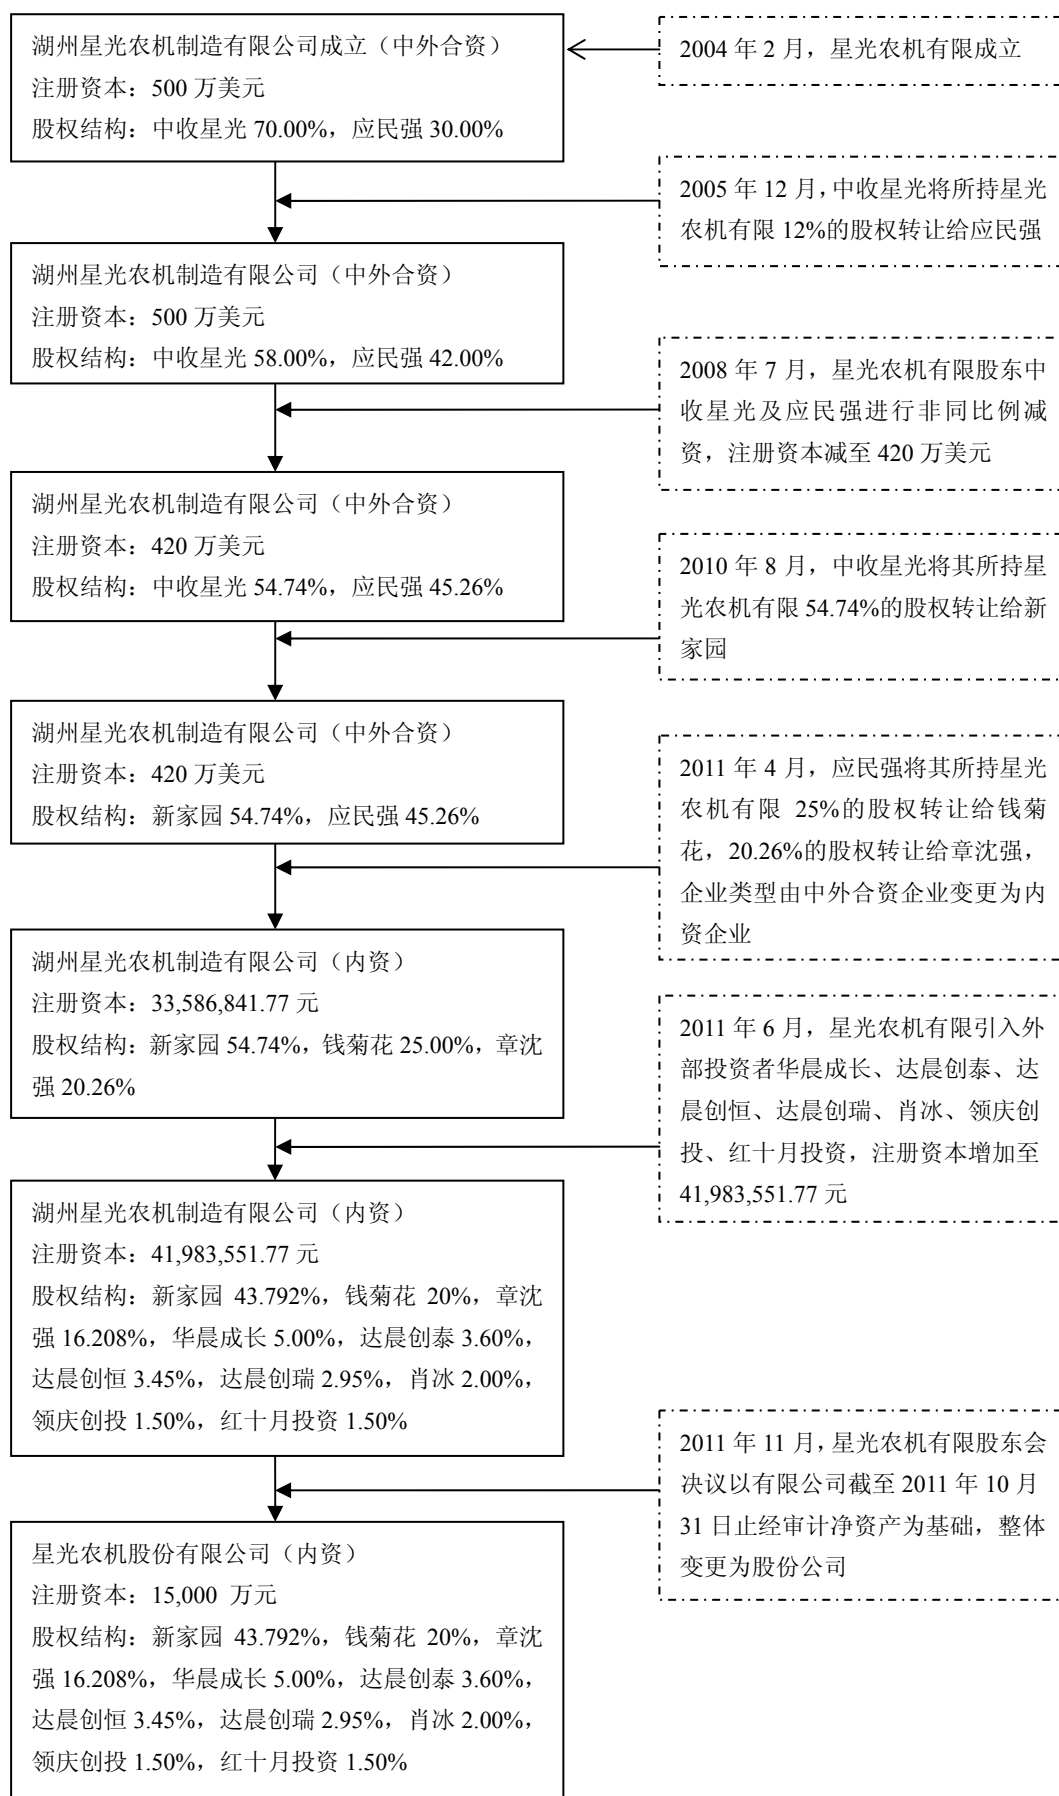 湖州星光农机制造有限公司成立（中外合资）
注册资本：500 万美元
股权结构：中收星光 70.00%，应民强 30.00%
2004 年 2 月，星光农机有限成立
2005 年 12 月，中收星光将所持星光
农机有限 12%的股权转让给应民强
湖州星光农机制造有限公司（中外合资）
注册资本：500 万美元
股权结构：中收星光 58.00%，应民强 42.00%
2008 年 7 月，星光农机有限股东中
收星光及应民强进行非同比例减
资，注册资本减至 420 万美元
湖州星光农机制造有限公司（中外合资）
注册资本：420 万美元
股权结构：中收星光 54.74%，应民强 45.26%
2010 年 8 月，中收星光将其所持星
光农机有限 54.74%的股权转让给新
家园
湖州星光农机制造有限公司（中外合资）
注册资本：420 万美元
股权结构：新家园 54.74%，应民强 45.26%
2011 年 4 月，应民强将其所持星光
农机有限 25%的股权转让给钱菊
花，20.26%的股权转让给章沈强，
企业类型由中外合资企业变更为内
资企业
湖州星光农机制造有限公司（内资）
注册资本：33,586,841.77 元
股权结构：新家园 54.74%，钱菊花 25.00%，章沈
强 20.26%
2011 年 6 月，星光农机有限引入外
部投资者华晨成长、达晨创泰、达
晨创恒、达晨创瑞、肖冰、领庆创
投、红十月投资，注册资本增加至
41,983,551.77 元
湖州星光农机制造有限公司（内资）
注册资本：41,983,551.77 元
股权结构：新家园 43.792%，钱菊花 20%，章沈
强 16.208%，华晨成长 5.00%，达晨创泰 3.60%，
达晨创恒 3.45%，达晨创瑞 2.95%，肖冰 2.00%，
领庆创投 1.50%，红十月投资 1.50%
2011 年 11 月，星光农机有限股东会
决议以有限公司截至 2011 年 10 月
31 日止经审计净资产为基础，整体
变更为股份公司
星光农机股份有限公司（内资）
注册资本：15,000 万元
股权结构：新家园 43.792%，钱菊花 20%，章沈
强 16.208%，华晨成长 5.00%，达晨创泰 3.60%，
达晨创恒 3.45%，达晨创瑞 2.95%，肖冰 2.00%，
领庆创投 1.50%，红十月投资 1.50%